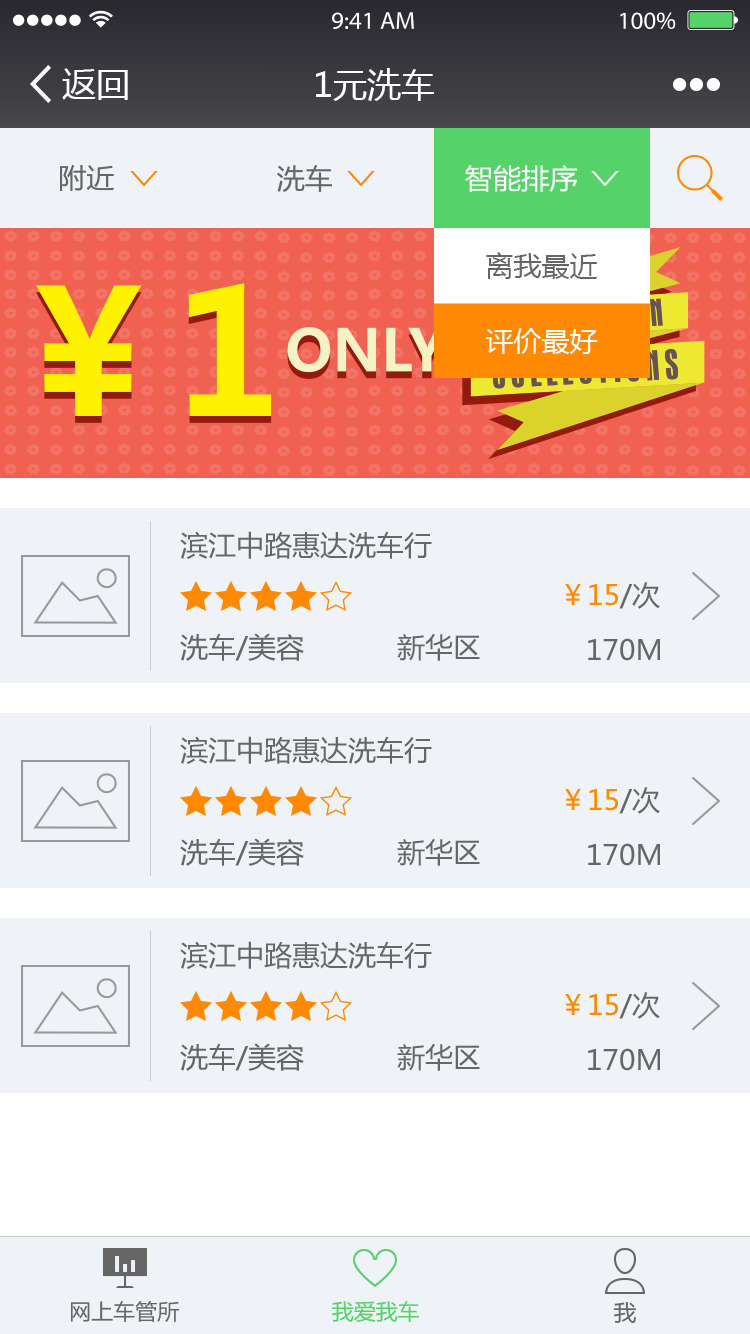 9:41 AM 100%
返回 1元洗车
附近 洗车 智能排序
离我最近
评价最好
¥1 ONLY
滨江中路惠达洗车行
¥15/次
洗车/美容 新华区 170M
滨江中路惠达洗车行
¥15/次
洗车/美容 新华区 170M
滨江中路惠达洗车行
¥15/次
洗车/美容 新华区 170M
网上车管所 我爱我车 我